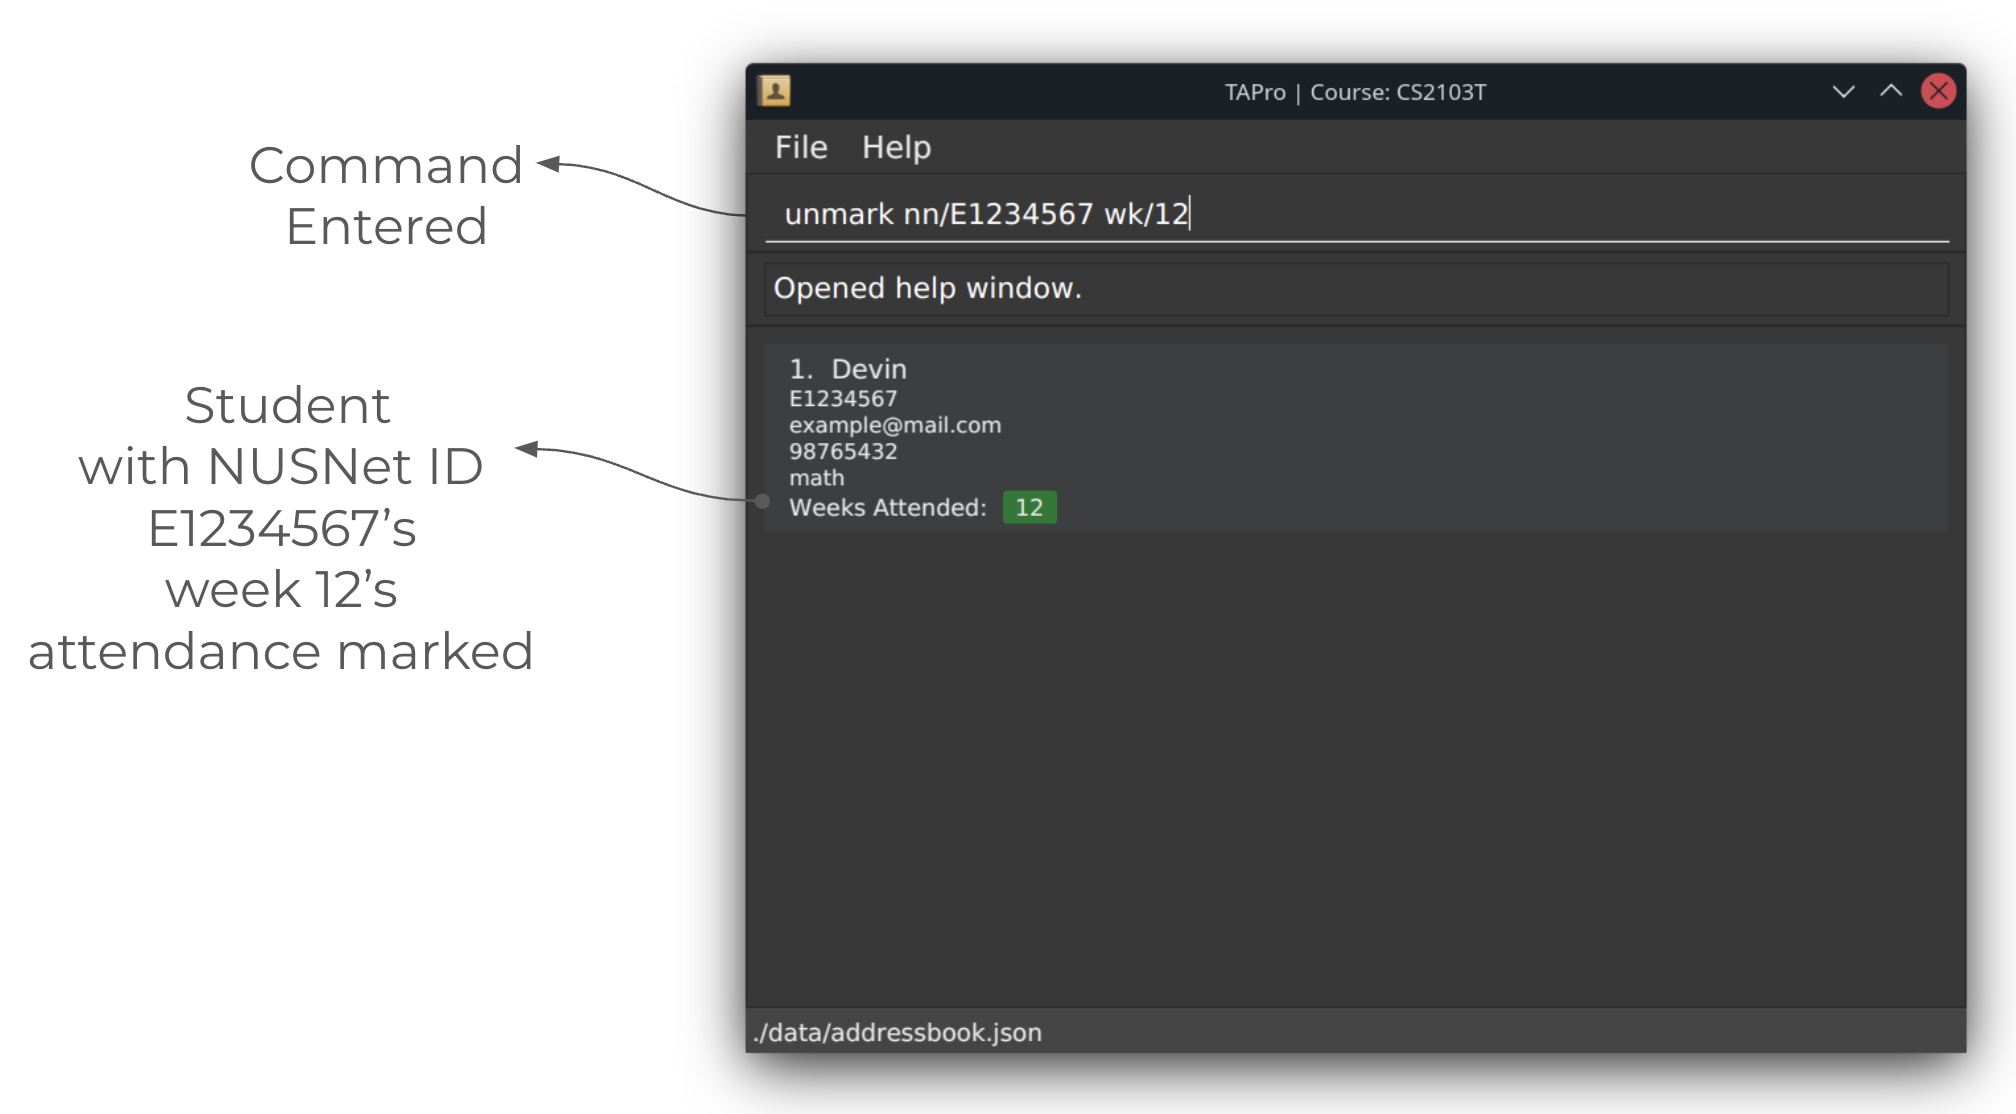 Command
Entered
Student
with NUSNet ID
E1234567’s
week 12’s
attendance marked
TAPro | Course: CS2103T
File Help
unmark nn/E1234567 wk/12
Opened help window.
1. Devin
E1234567
example@mail.com
98765432
math
Weeks Attended: 12
./data/addressbook.json